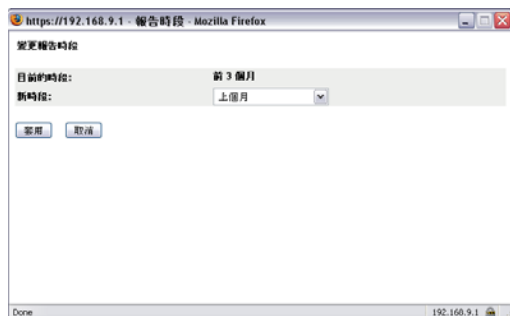 https://192.168.9.1 - 報告時段 - Mozilla Firefox
變更報告時段
目前的時段: 前 3 個月
新時段: 上個月
套用 取消
Done 192.168.9.1